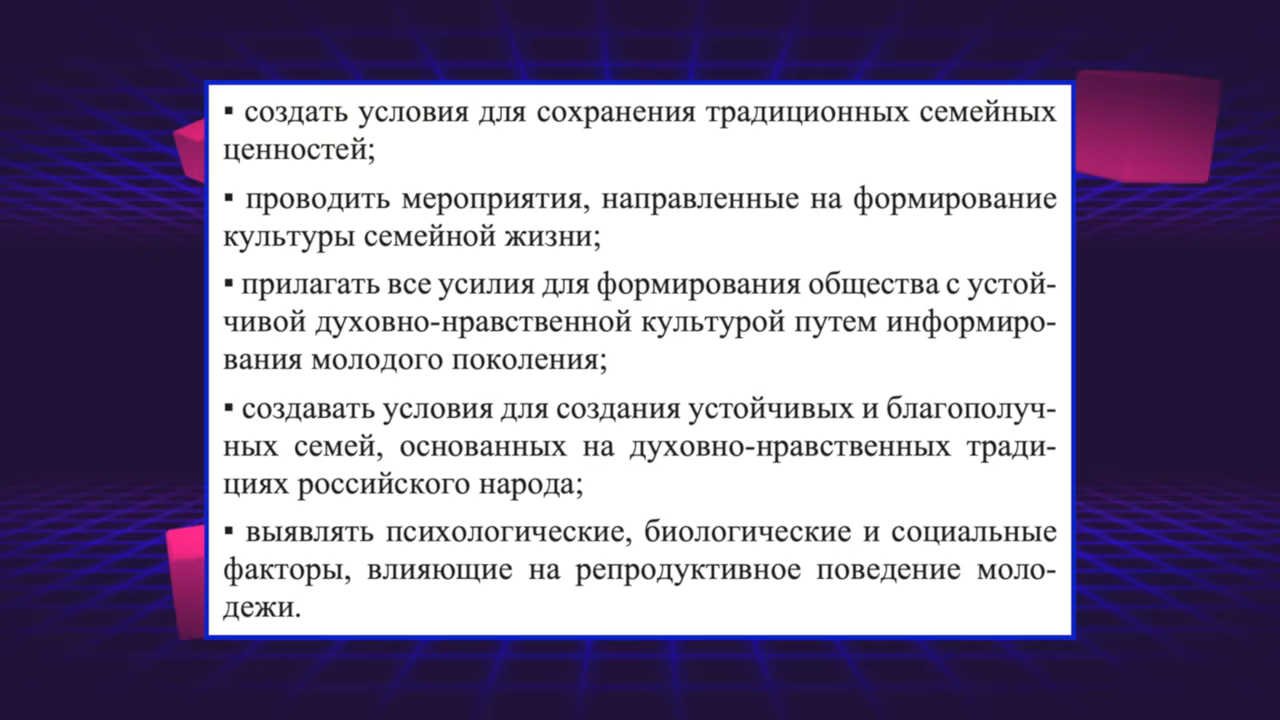 ▪ создать условия для сохранения традиционных семейных
ценностей;
▪ проводить мероприятия, направленные на формирование
культуры семейной жизни;
▪ прилагать все усилия для формирования общества с устой-
чивой духовно-нравственной культурой путем информиро-
вания молодого поколения;
▪ создавать условия для создания устойчивых и благополуч-
ных семей, основанных на духовно-нравственных тради-
циях российского народа;
▪ выявлять психологические, биологические и социальные
факторы, влияющие на репродуктивное поведение моло-
дежи.